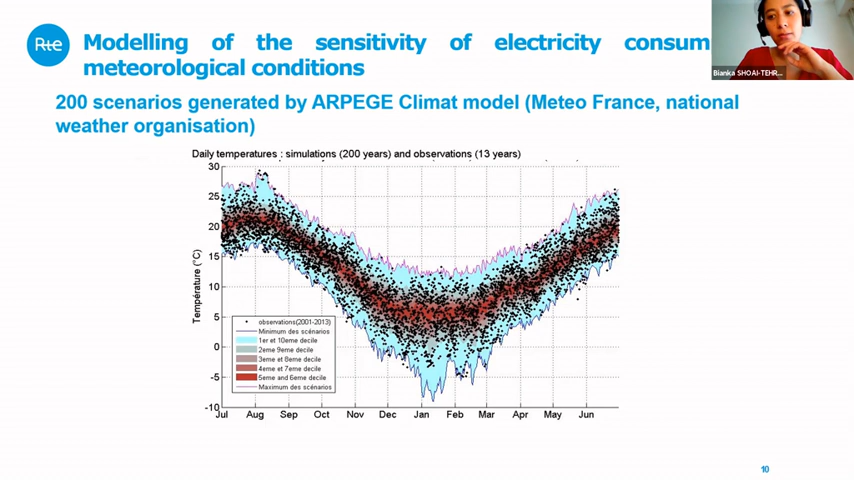 Rte
Modelling of the sensitivity of electricity consum
meteorological conditions
Bianka SHOAI-TEHR...
200 scenarios generated by ARPEGE Climat model (Meteo France, national
weather organisation)
Daily temperatures : simulations (200 years) and observations (13 years)
30
25
20
15
10
5
0
-5
-10
Température (°C)
observations(2001-2013)
Minimum des scénarios
1er et 10eme decile
2eme 9eme decile
3eme et 8eme decile
4eme et 7eme decile
5eme and 6eme decile
Maximum des scénarios
Jul Aug Sep Oct Nov Dec Jan Feb Mar Apr May Jun
10